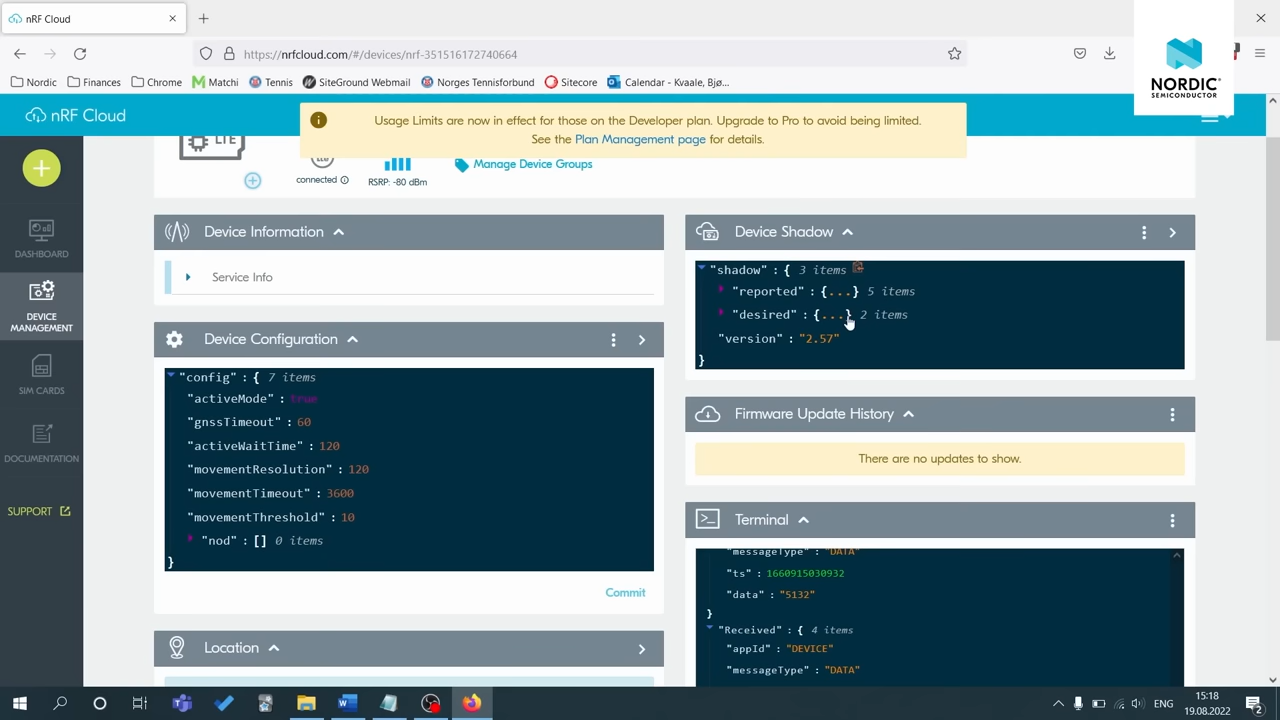 nRF Cloud
https://nrfcloud.com/#/devices/nrf-351516172740664
Nordic
Finances
Chrome
Matchi
Tennis
SiteGround Webmail
Norges Tennisforbund
Sitecore
Calendar - Kvaale, Bjø...
NORDIC®
SEMICONDUCTOR
nRF Cloud
Usage Limits are now in effect for those on the Developer plan. Upgrade to Pro to avoid being limited.
See the Plan Management page for details.
LTE
connected
RSRP: -80 dBm
Manage Device Groups
DASHBOARD
DEVICE
MANAGEMENT
SIM CARDS
DOCUMENTATION
SUPPORT
Device Information
Service Info
Device Configuration
"config" : { 7 items
"activeMode" : true
"gnssTimeout" : 60
"activeWaitTime" : 120
"movementResolution" : 120
"movementTimeout" : 3600
"movementThreshold" : 10
"nod" : [] 0 items
}
Commit
Location
Device Shadow
"shadow" : { 3 items
"reported" : {...} 5 items
"desired" : {...} 2 items
"version" : "2.57"
}
Firmware Update History
There are no updates to show.
Terminal
"messageType" : "DATA"
"ts" : 1660915030932
"data" : "5132"
}
"Received" : { 4 items
"appId" : "DEVICE"
"messageType" : "DATA"
ENG
15:18
19.08.2022
2